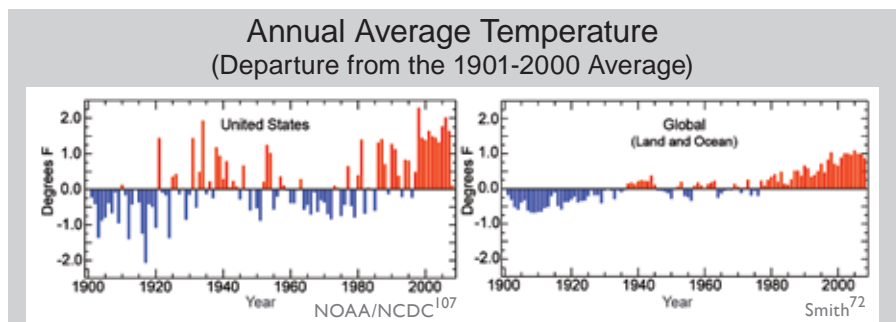 Annual Average Temperature
(Departure from the 1901-2000 Average)
United States
Degrees F
2.0
1.0
0.0
-1.0
-2.0
1900 1920 1940 1960 1980 2000
Year
NOAA/NCDC107
Global
(Land and Ocean)
Degrees F
2.0
1.0
0.0
-1.0
-2.0
1900 1920 1940 1960 1980 2000
Year
Smith72